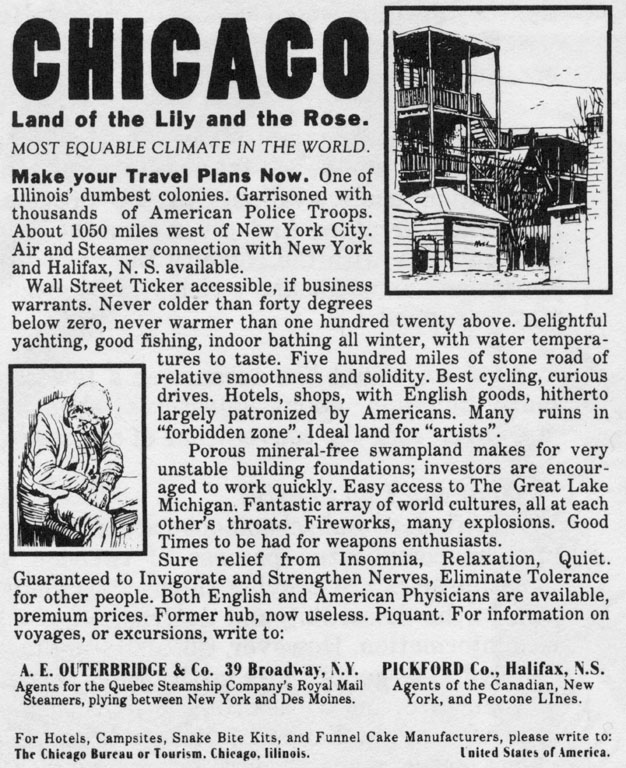 CHICAGO
Land of the Lily and the Rose.
MOST EQUABLE CLIMATE IN THE WORLD.
Make your Travel Plans Now. One of
Illinois' dumbest colonies. Garrisoned with
thousands of American Police Troops.
About 1050 miles west of New York City.
Air and Steamer connection with New York
and Halifax, N. S. available.
Wall Street Ticker accessible, if business
warrants. Never colder than forty degrees
below zero, never warmer than one hundred twenty above. Delightful
yachting, good fishing, indoor bathing all winter, with water tempera-
tures to taste. Five hundred miles of stone road of
relative smoothness and solidity. Best cycling, curious
drives. Hotels, shops, with English goods, hitherto
largely patronized by Americans. Many ruins in
"forbidden zone". Ideal land for "artists".
Porous mineral-free swampland makes for very
unstable building foundations; investors are encour-
aged to work quickly. Easy access to The Great Lake
Michigan. Fantastic array of world cultures, all at each
other's throats. Fireworks, many explosions. Good
Times to be had for weapons enthusiasts.
Sure relief from Insomnia, Relaxation, Quiet.
Guaranteed to Invigorate and Strengthen Nerves, Eliminate Tolerance
for other people. Both English and American Physicians are available,
premium prices. Former hub, now useless. Piquant. For information on
voyages, or excursions, write to:
A. E. OUTERBRIDGE & Co. 39 Broadway, N.Y.
Agents for the Quebec Steamship Company's Royal Mail
Steamers, plying between New York and Des Moines.
PICKFORD Co., Halifax, N.S.
Agents of the Canadian, New
York, and Peotone LInes.
For Hotels, Campsites, Snake Bite Kits, and Funnel Cake Manufacturers, please write to:
The Chicago Bureau or Tourism. Chicago, Illinois.
United States of America.